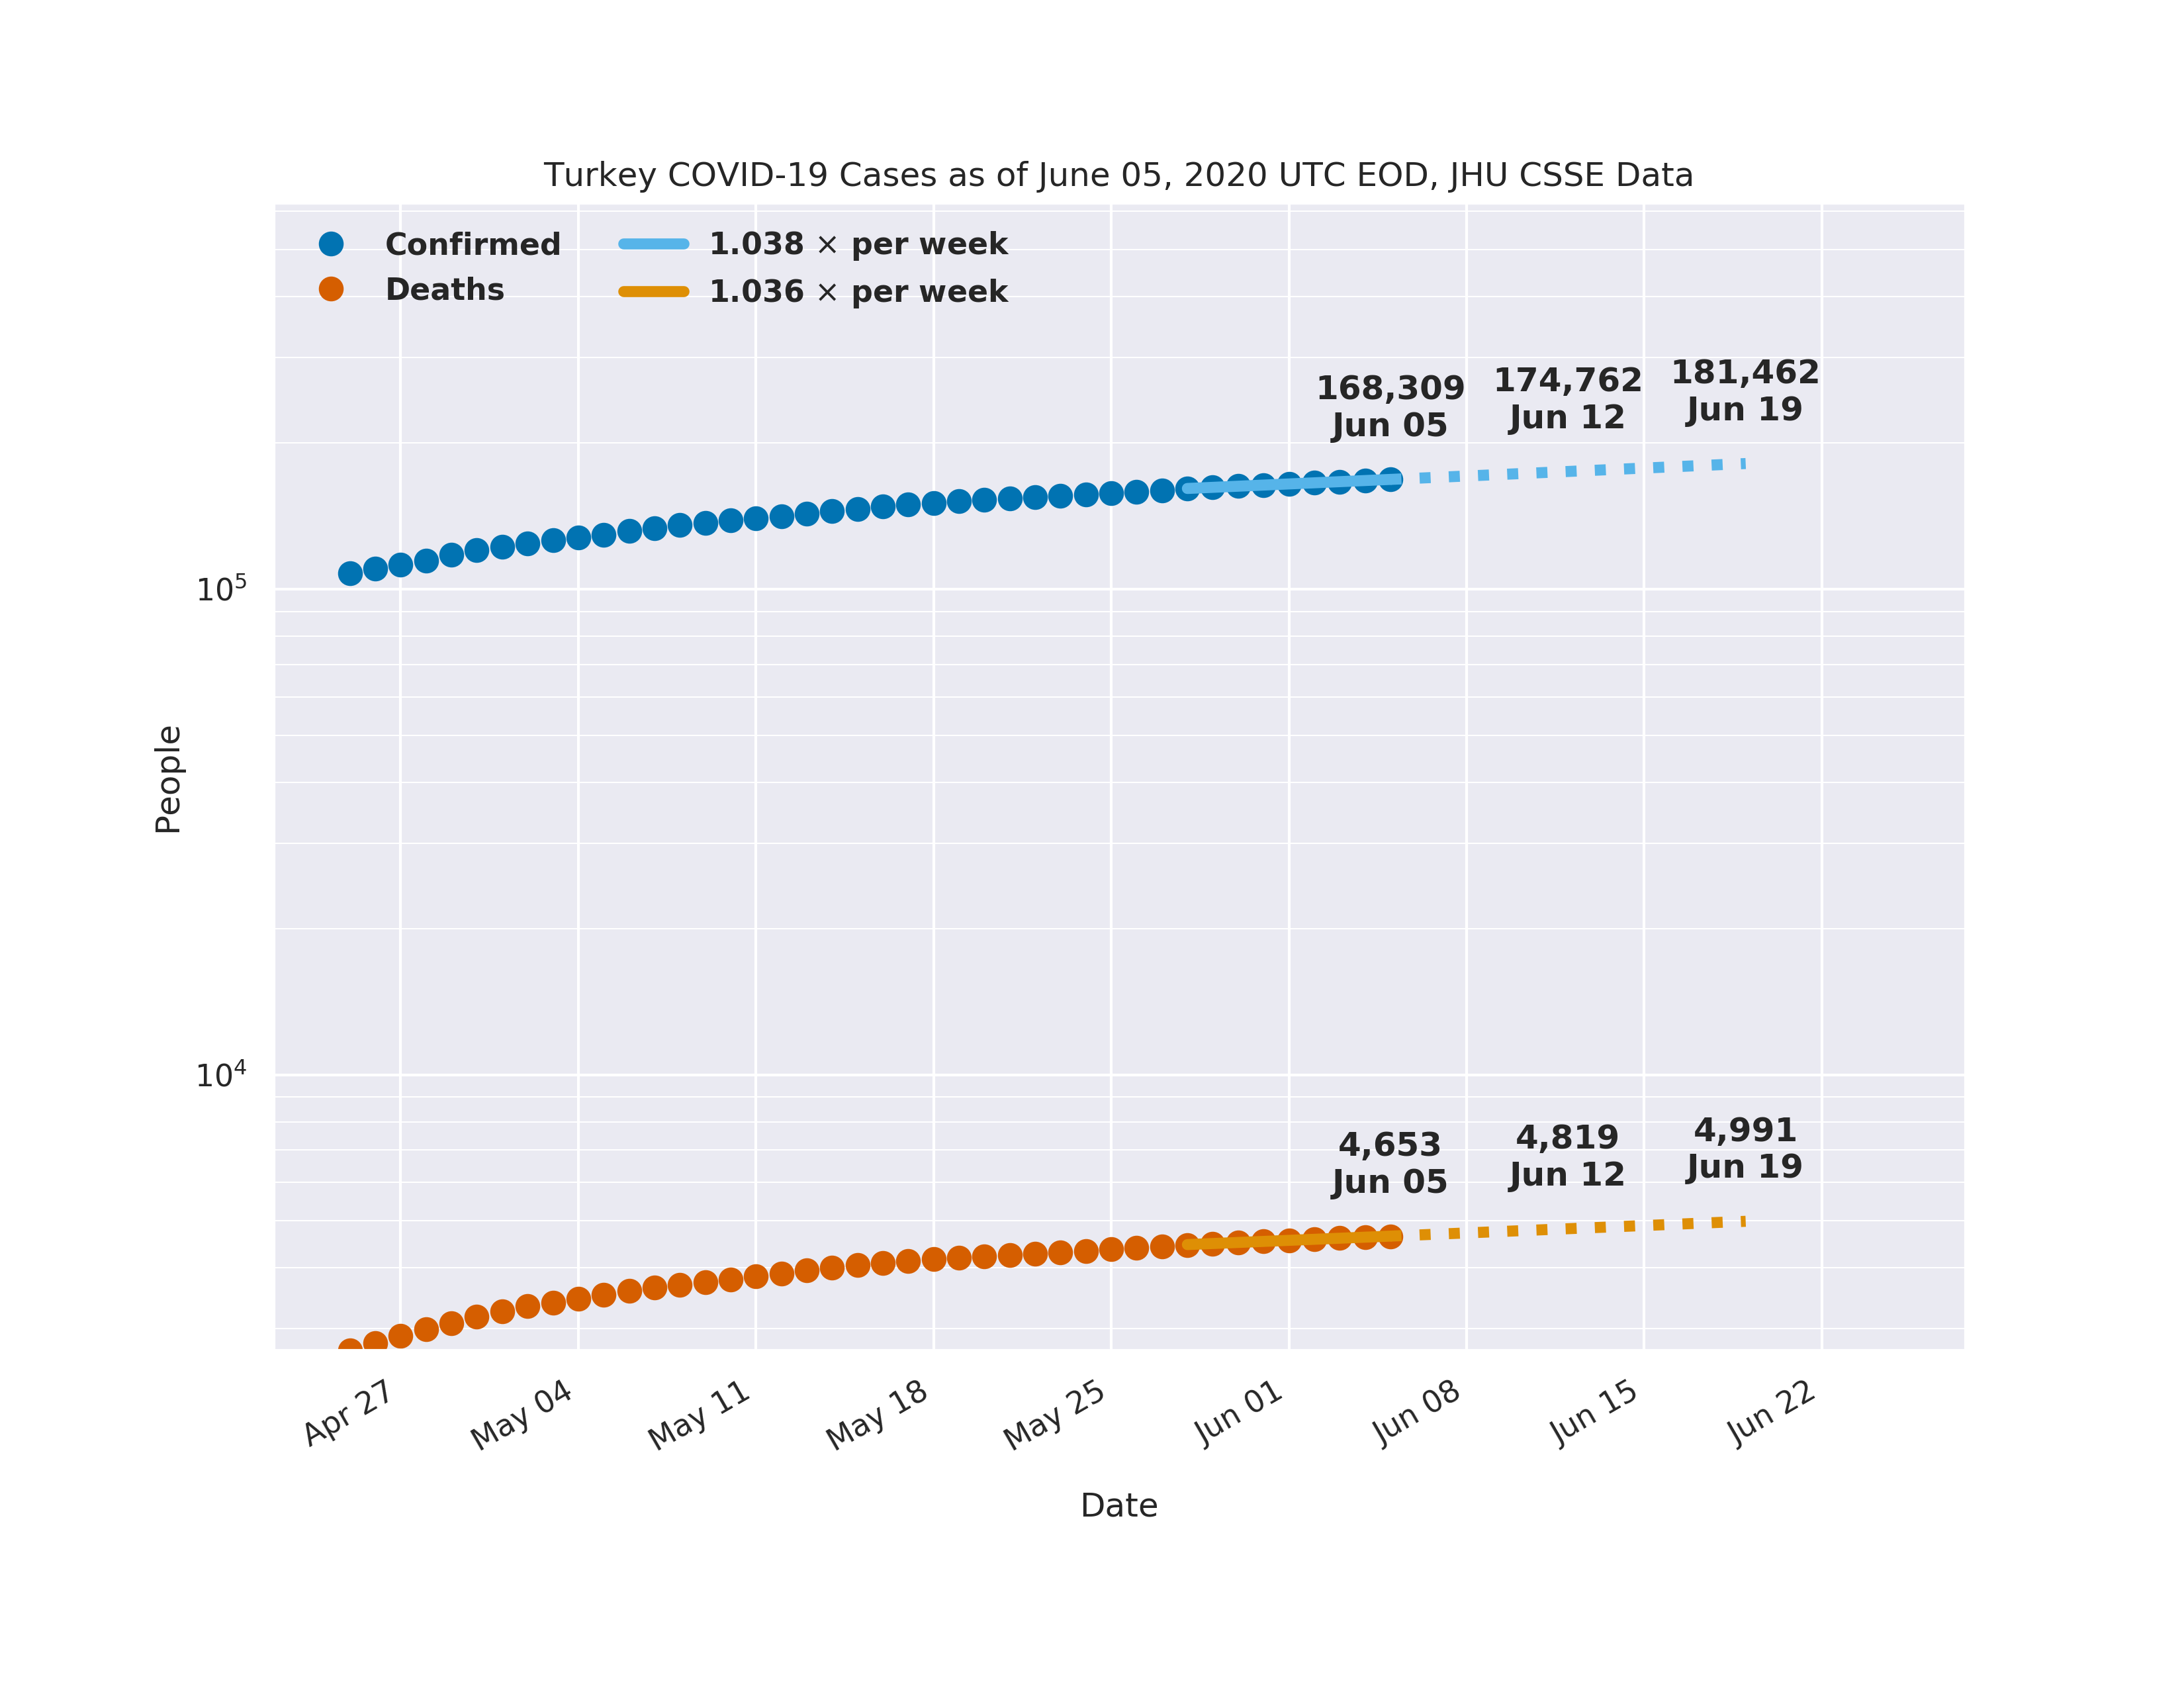 Turkey COVID-19 Cases as of June 05, 2020 UTC EOD, JHU CSSE Data
Confirmed
Deaths
1.038 × per week
1.036 × per week
168,309
Jun 05
174,762
Jun 12
181,462
Jun 19
10⁵
People
10⁴
4,653
Jun 05
4,819
Jun 12
4,991
Jun 19
Apr 27
May 04
May 11
May 18
May 25
Jun 01
Jun 08
Jun 15
Jun 22
Date